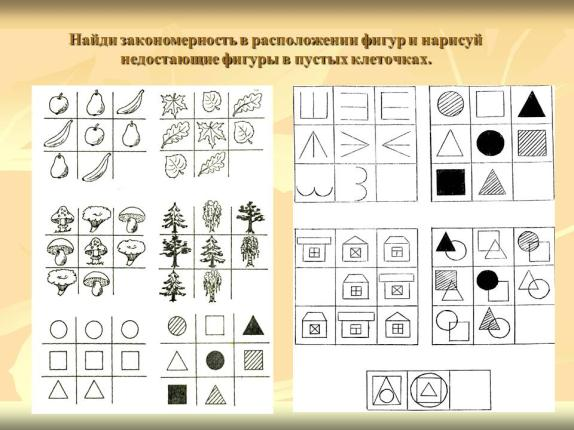 Найди закономерность в расположении фигур и нарисуй
недостающие фигуры в пустых клеточках.